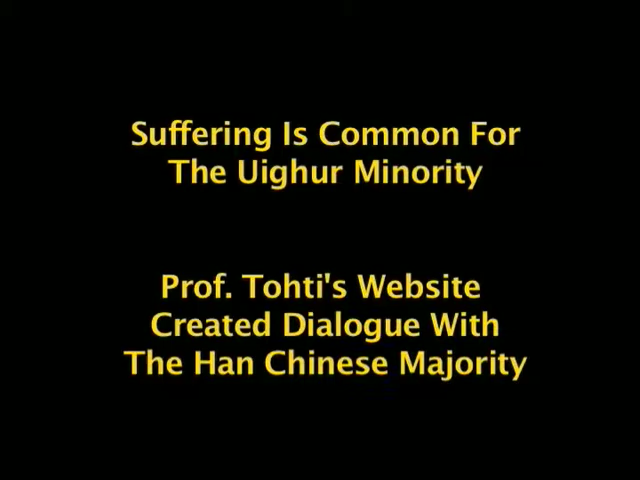 Suffering Is Common For
The Uighur Minority
Prof. Tohti's Website
Created Dialogue With
The Han Chinese Majority